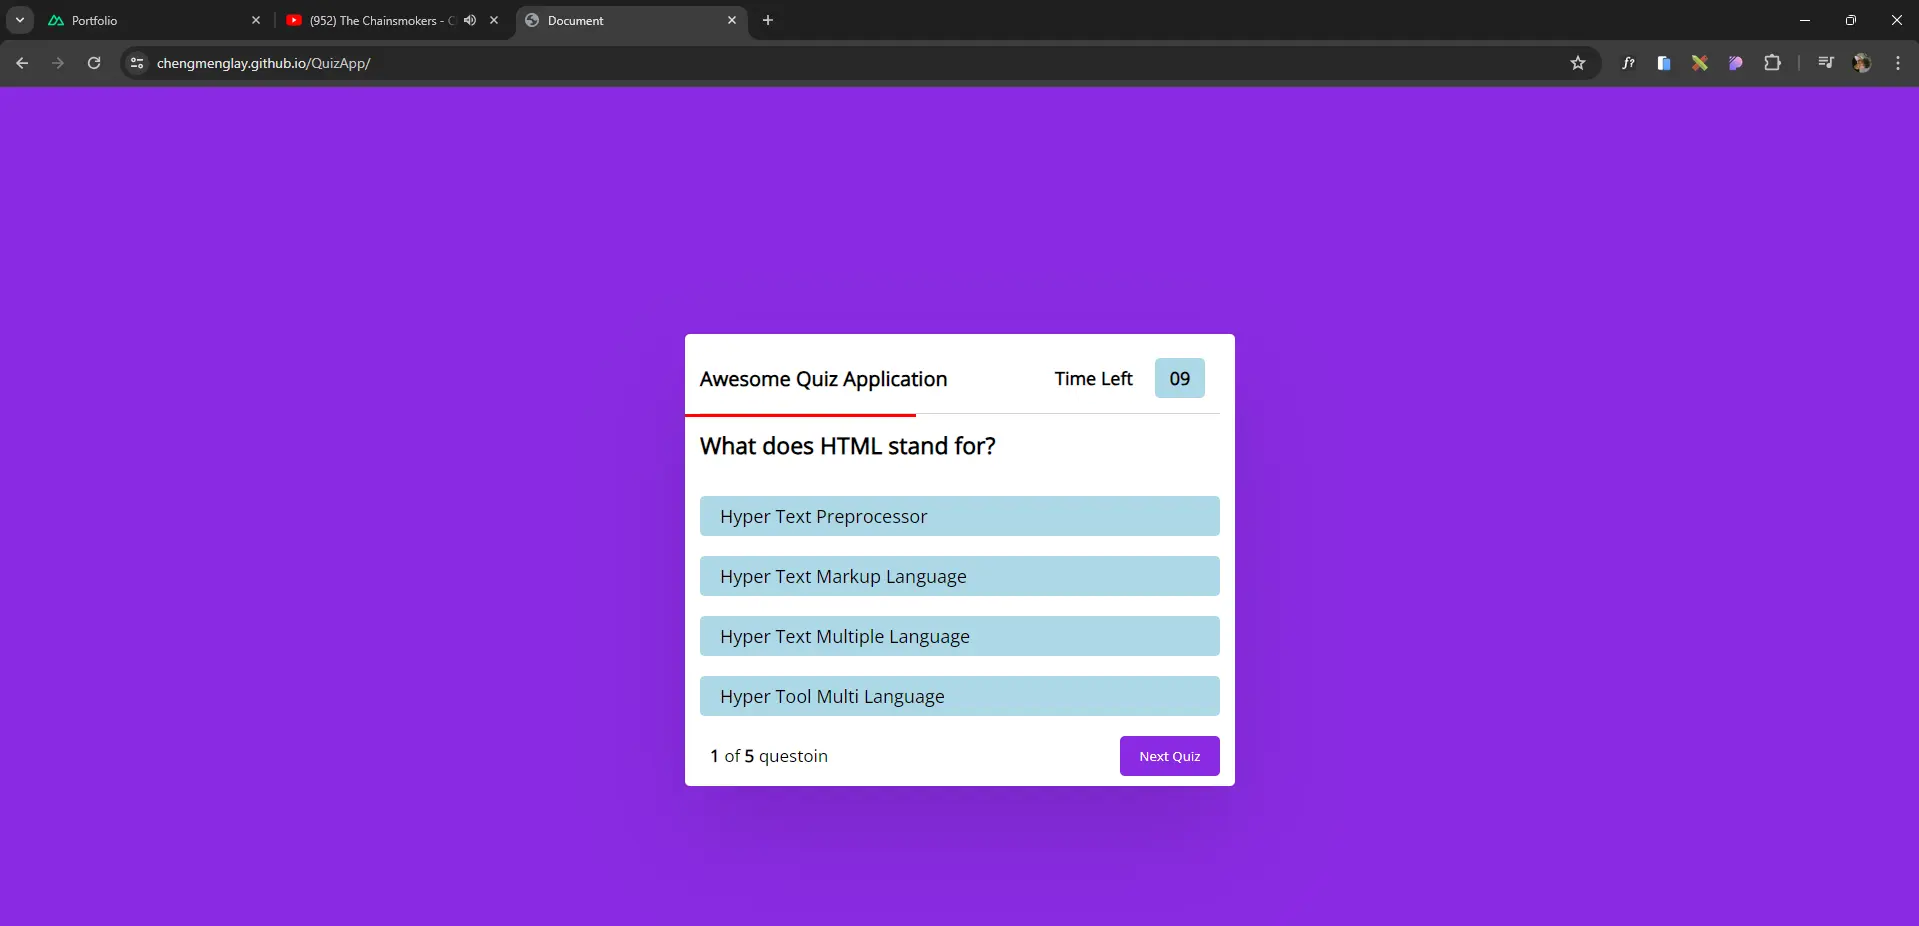 Portfolio
(952) The Chainsmokers - C
Document
chengmenglay.github.io/QuizApp/
f?
Awesome Quiz Application
Time Left 09
What does HTML stand for?
Hyper Text Preprocessor
Hyper Text Markup Language
Hyper Text Multiple Language
Hyper Tool Multi Language
1 of 5 questoin
Next Quiz